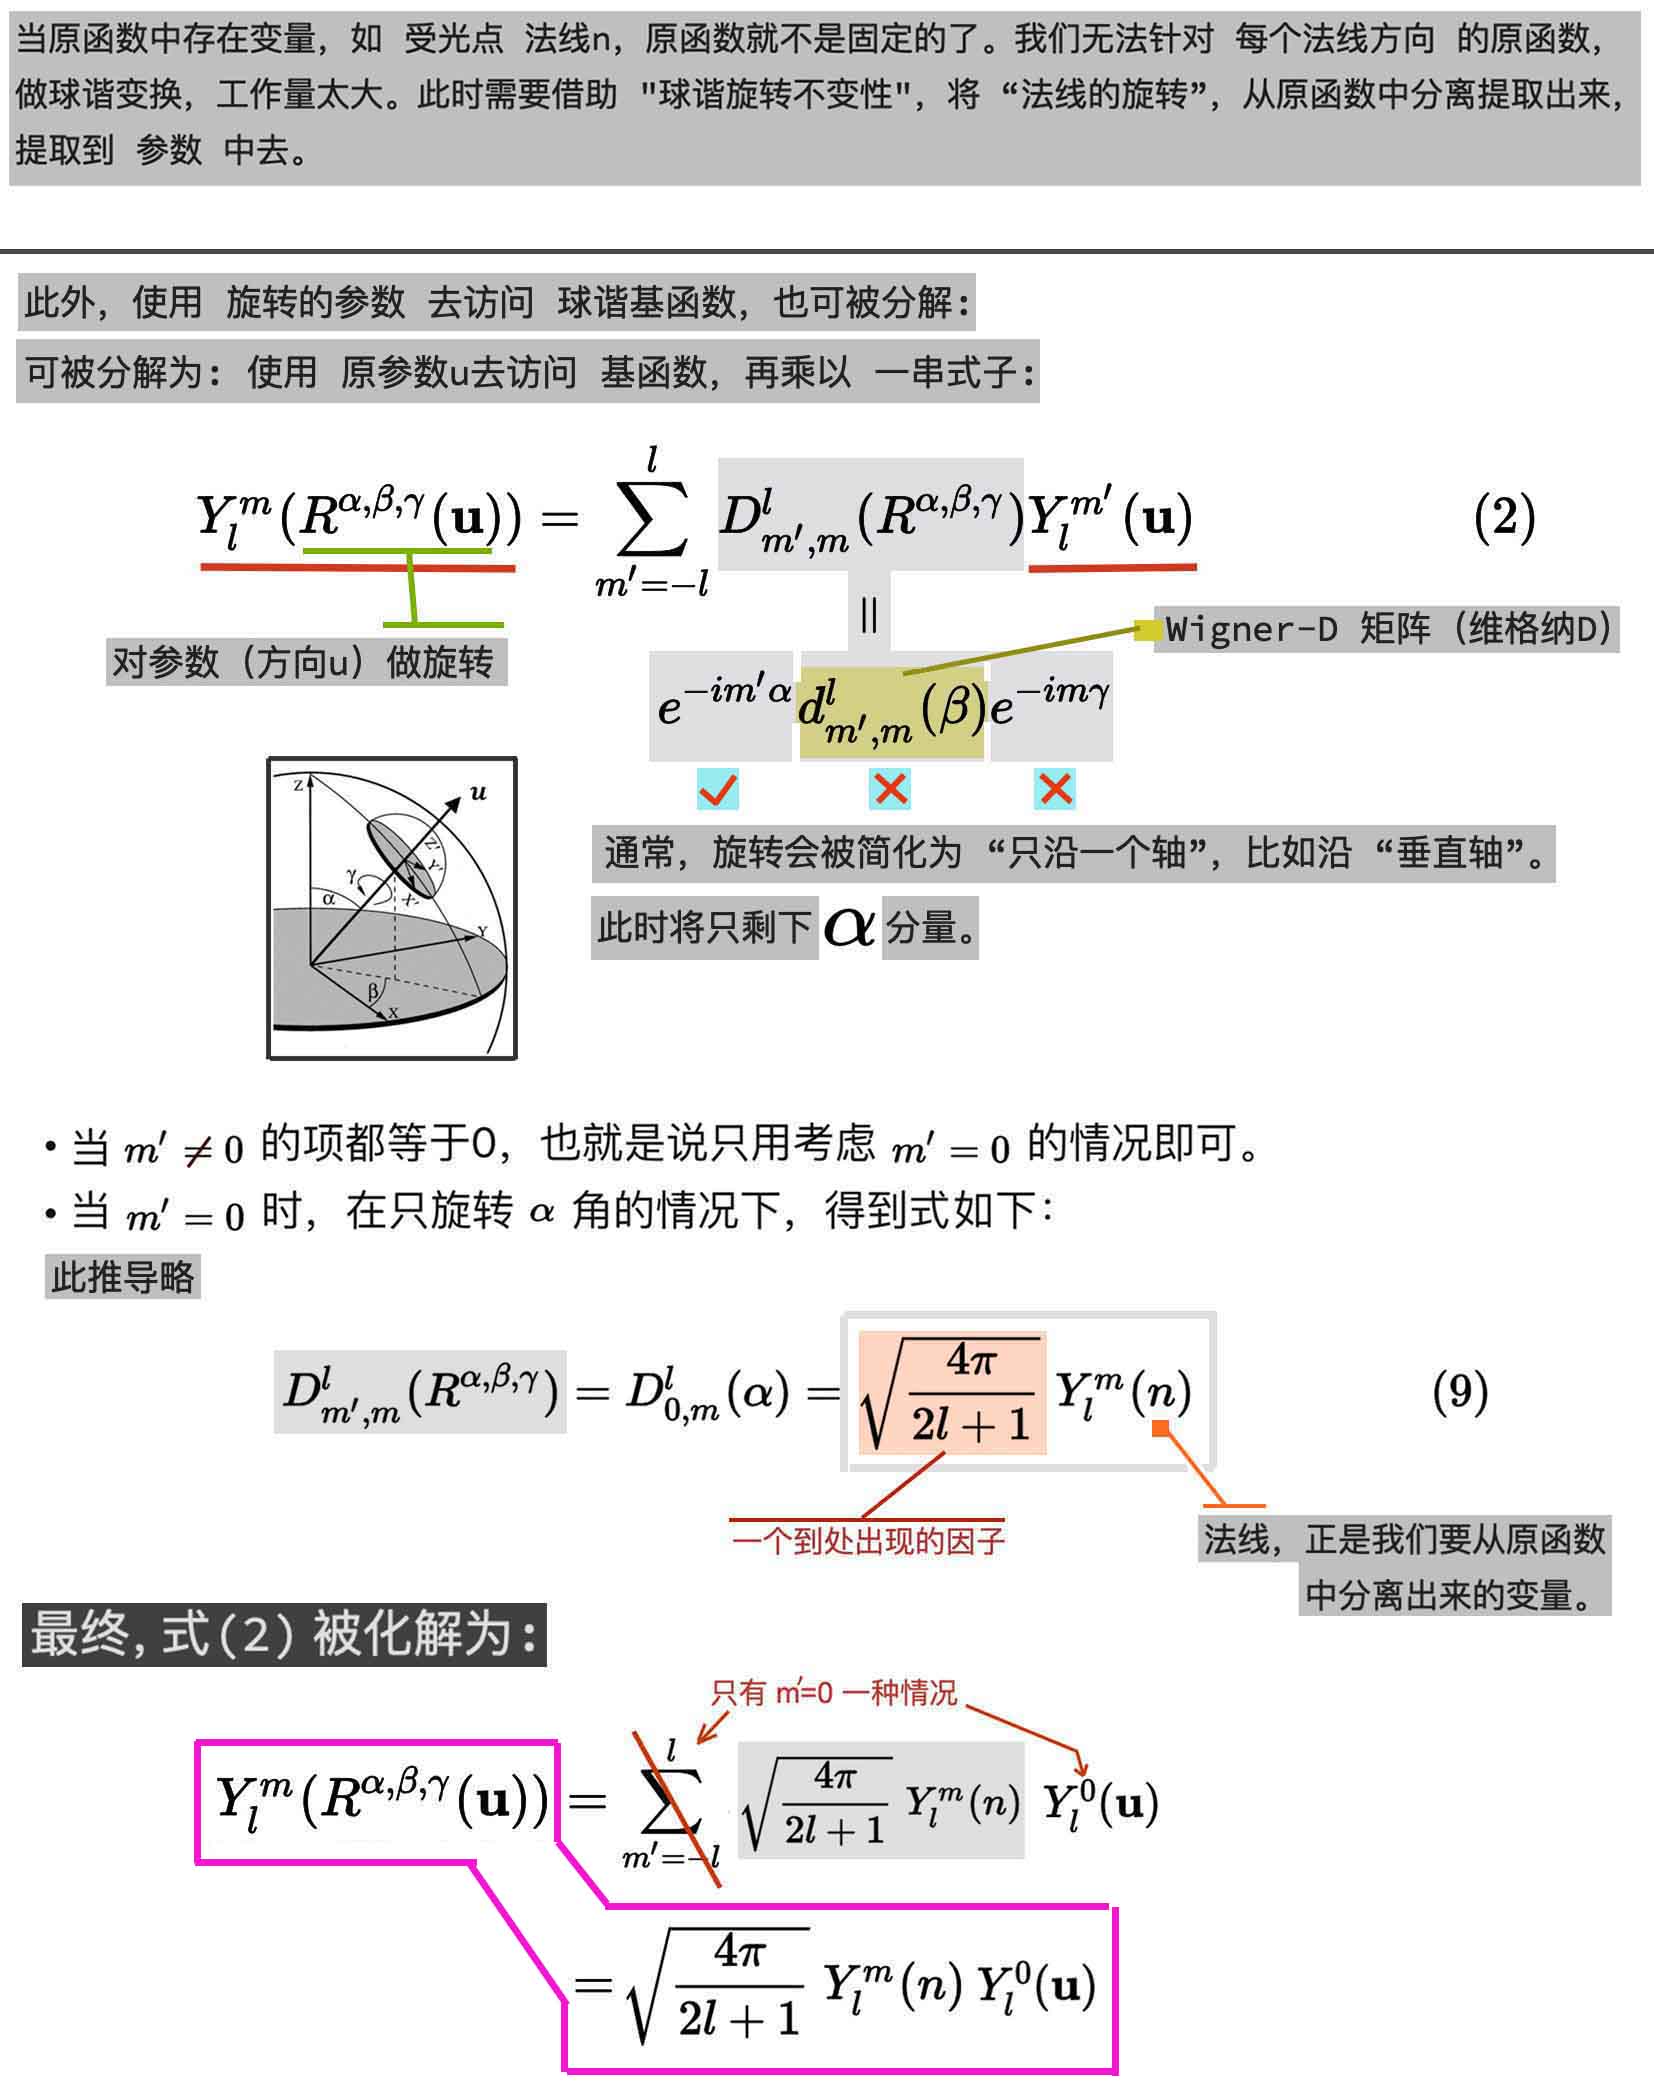 当原函数中存在变量，如 受光点 法线n，原函数就不是固定的了。我们无法针对 每个法线方向 的原函数，
做球谐变换，工作量太大。此时需要借助 "球谐旋转不变性"，将 “法线的旋转”，从原函数中分离提取出来，
提取到 参数 中去。
此外，使用 旋转的参数 去访问 球谐基函数，也可被分解：
可被分解为：使用 原参数u去访问 基函数，再乘以 一串式子：
$Y_l^m(R^{\alpha,\beta,\gamma}(\mathbf{u})) = \sum_{m'=-l}^{l} D^l_{m',m}(R^{\alpha,\beta,\gamma}) Y_l^{m'}(\mathbf{u})$ (2)
||
Wigner-D 矩阵（维格纳D）
对参数（方向u）做旋转
$e^{-im'\alpha} d^l_{m',m}(\beta) e^{-im\gamma}$
Z u
Z' Y' X'
γ
α
Y
β
X
通常，旋转会被简化为 “只沿一个轴”，比如沿 “垂直轴”。
此时将只剩下 α 分量。
• 当 m′ ≠ 0 的项都等于0，也就是说只用考虑 m′ = 0 的情况即可。
• 当 m′ = 0 时，在只旋转 α 角的情况下，得到式如下：
此推导略
$D^l_{m',m}(R^{\alpha,\beta,\gamma}) = D^l_{0,m}(\alpha) = \sqrt{\frac{4\pi}{2l+1}} Y_l^m(n)$ (9)
一个到处出现的因子
法线，正是我们要从原函数
中分离出来的变量。
最终，式(2)被化解为：
只有 m′=0 一种情况
$Y_l^m(R^{\alpha,\beta,\gamma}(\mathbf{u})) = \sum_{m'=-l}^{l} \sqrt{\frac{4\pi}{2l+1}} Y_l^m(n) Y_l^0(\mathbf{u})$
$= \sqrt{\frac{4\pi}{2l+1}} Y_l^m(n) Y_l^0(\mathbf{u})$